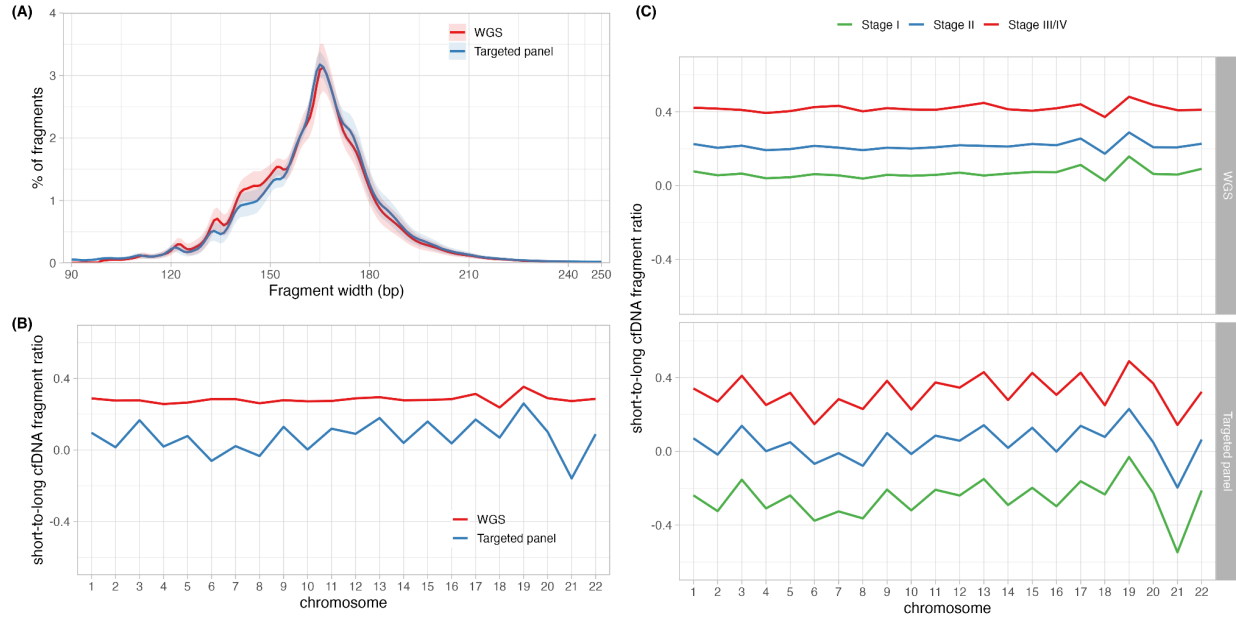 (A)
4
3
2
1
0
% of fragments
WGS
Targeted panel
90 120 150 180 210 240 250
Fragment width (bp)
(B)
0.4
0.0
-0.4
short-to-long cfDNA fragment ratio
WGS
Targeted panel
1 2 3 4 5 6 7 8 9 10 11 12 13 14 15 16 17 18 19 20 21 22
chromosome
(C)
Stage I Stage II Stage III/IV
0.4
0.0
-0.4
WGS
short-to-long cfDNA fragment ratio
0.4
0.0
-0.4
Targeted panel
1 2 3 4 5 6 7 8 9 10 11 12 13 14 15 16 17 18 19 20 21 22
chromosome